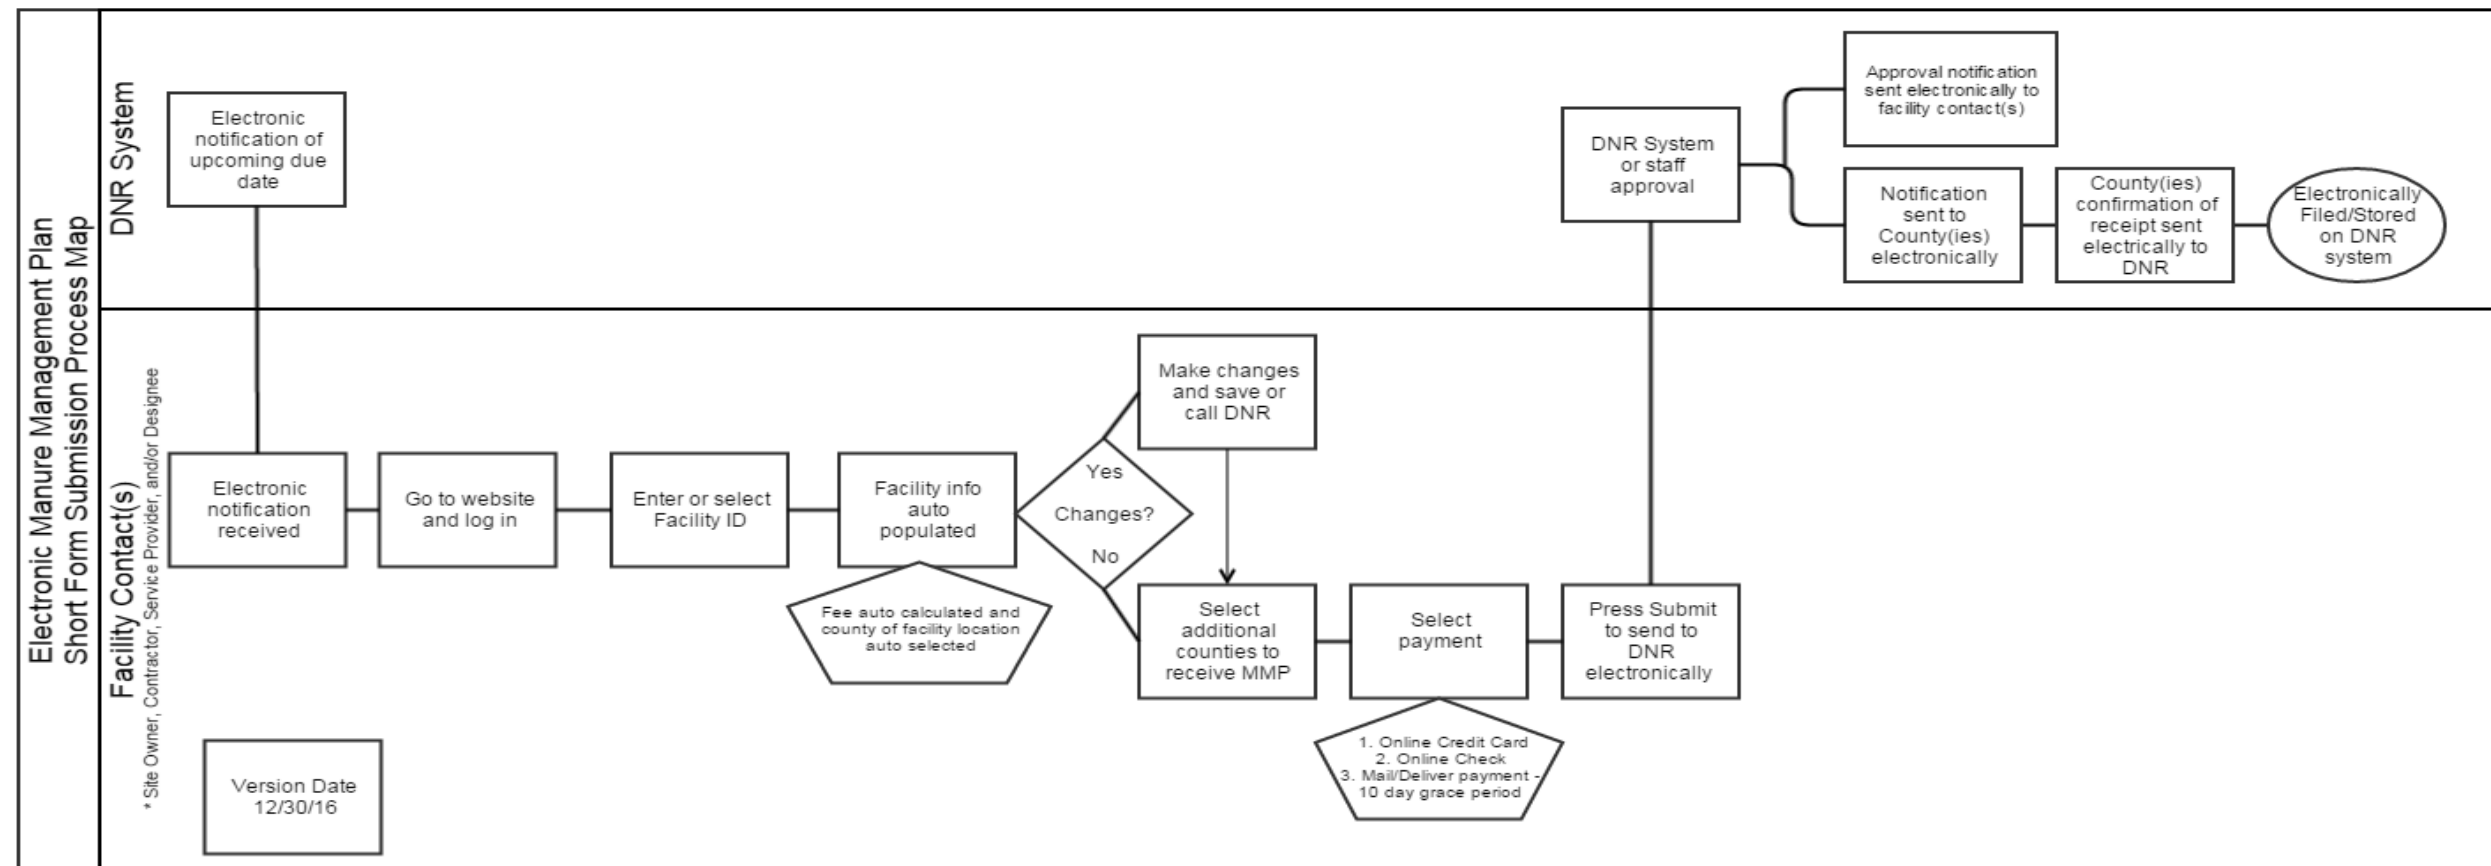 Electronic Manure Management Plan
Short Form Submission Process Map
DNR System
Electronic
notification of
upcoming due
date
DNR System
or staff
approval
Approval notification
sent electronically to
facility contact(s)
Notification
sent to
County(ies)
electronically
County(ies)
confirmation of
receipt sent
electrically to
DNR
Electronically
Filed/Stored
on DNR
system
Facility Contact(s)
* Site Owner, Contractor, Service Provider, and/or Designee
Electronic
notification
received
Go to website
and log in
Enter or select
Facility ID
Facility info
auto
populated
Fee auto calculated and
county of facility location
auto selected
Yes
Changes?
No
Make changes
and save or
call DNR
Select
additional
counties to
receive MMP
Select
payment
1. Online Credit Card
2. Online Check
3. Mail/Deliver payment -
10 day grace period
Press Submit
to send to
DNR
electronically
Version Date
12/30/16